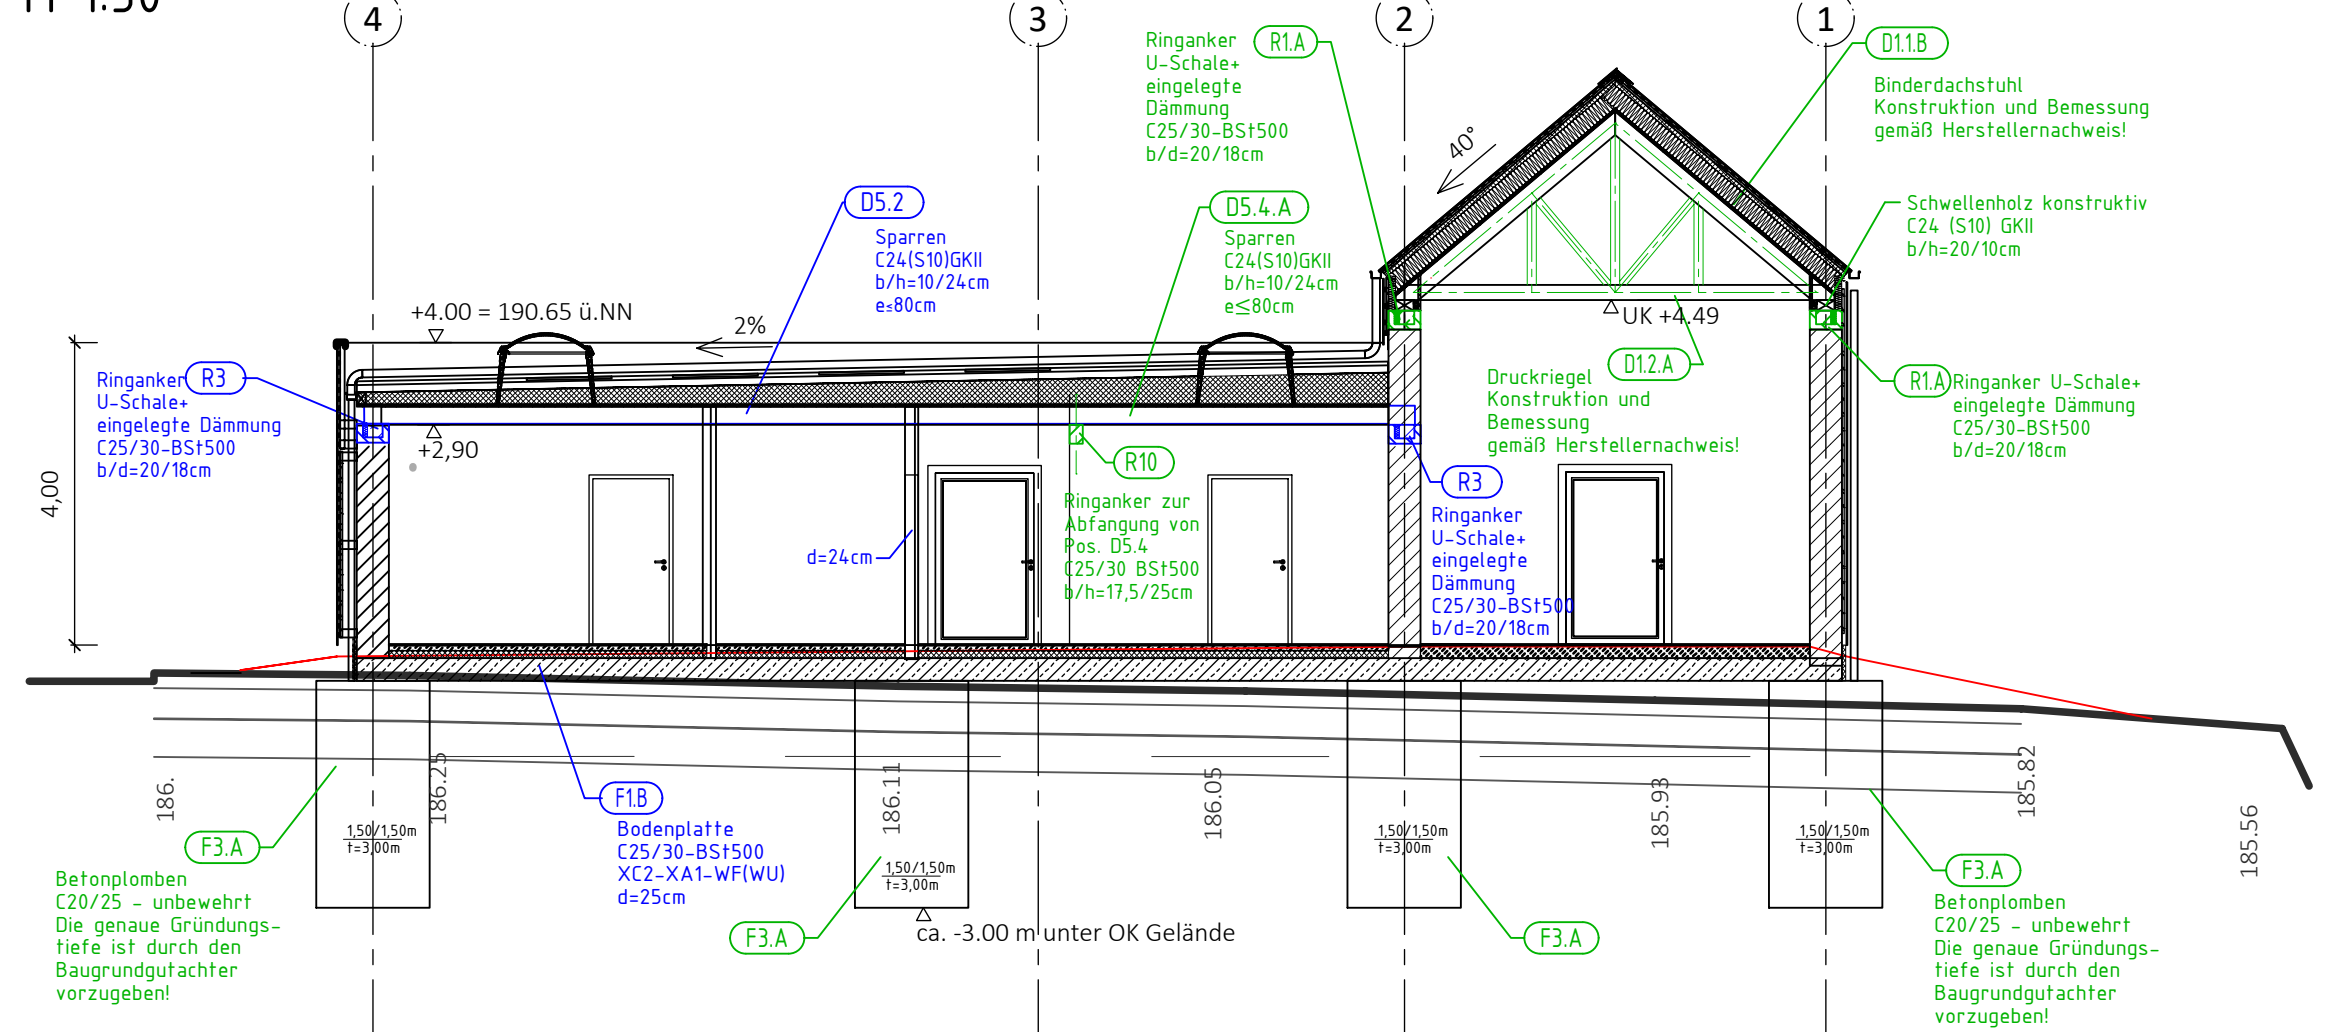 1:50
4
3
2
1
Ringanker
U-Schale+
eingelegte
Dämmung
C25/30-BSt500
b/d=20/18cm
R1.A
D1.1.B
Binderdachstuhl
Konstruktion und Bemessung
gemäß Herstellernachweis!
40°
D5.2
Sparren
C24(S10)GKII
b/h=10/24cm
e≤80cm
D5.4.A
Sparren
C24(S10)GKII
b/h=10/24cm
e≤80cm
Schwellenholz konstruktiv
C24 (S10) GKII
b/h=20/10cm
+4.00 = 190.65 ü.NN
2%
UK +4.49
D1.2.A
Druckriegel
Konstruktion und
Bemessung
gemäß Herstellernachweis!
R3
Ringanker
U-Schale+
eingelegte Dämmung
C25/30-BSt500
b/d=20/18cm
R1.A
Ringanker U-Schale+
eingelegte Dämmung
C25/30-BSt500
b/d=20/18cm
+2,90
4,00
R10
Ringanker zur
Abfangung von
Pos. D5.4
C25/30 BSt500
b/h=17,5/25cm
R3
Ringanker
U-Schale+
eingelegte
Dämmung
C25/30-BSt500
b/d=20/18cm
d=24cm
186.
186.25
186.11
186.05
185.93
185.82
185.56
F1.B
Bodenplatte
C25/30-BSt500
XC2-XA1-WF(WU)
d=25cm
1,50/1,50m
t=3,00m
1,50/1,50m
t=3,00m
1,50/1,50m
t=3,00m
1,50/1,50m
t=3,00m
F3.A
Betonplomben
C20/25 - unbewehrt
Die genaue Gründungs-
tiefe ist durch den
Baugrundgutachter
vorzugeben!
F3.A
ca. -3.00 m unter OK Gelände
F3.A
F3.A
Betonplomben
C20/25 - unbewehrt
Die genaue Gründungs-
tiefe ist durch den
Baugrundgutachter
vorzugeben!